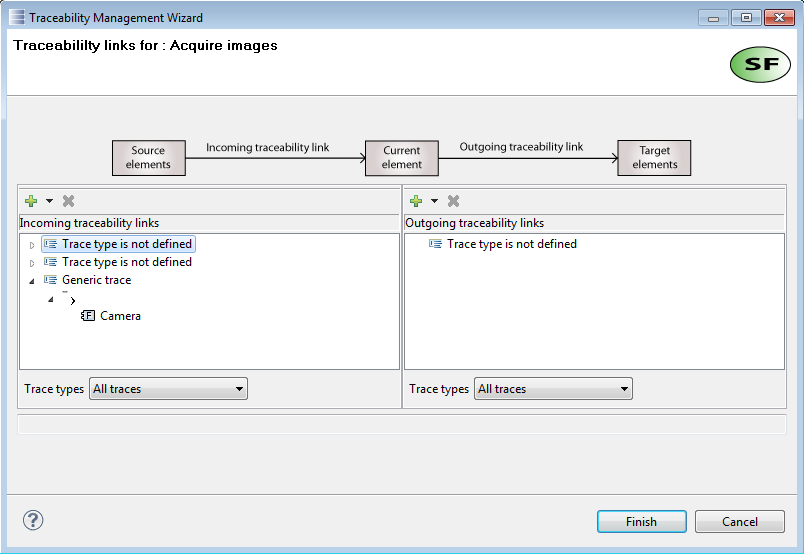 Traceability Management Wizard
Traceabililty links for : Acquire images
SF
Source elements
Incoming traceability link
Current element
Outgoing traceability link
Target elements
Incoming traceability links
Trace type is not defined
Trace type is not defined
Generic trace
F Camera
Trace types All traces
Outgoing traceability links
Trace type is not defined
Trace types All traces
?
Finish
Cancel